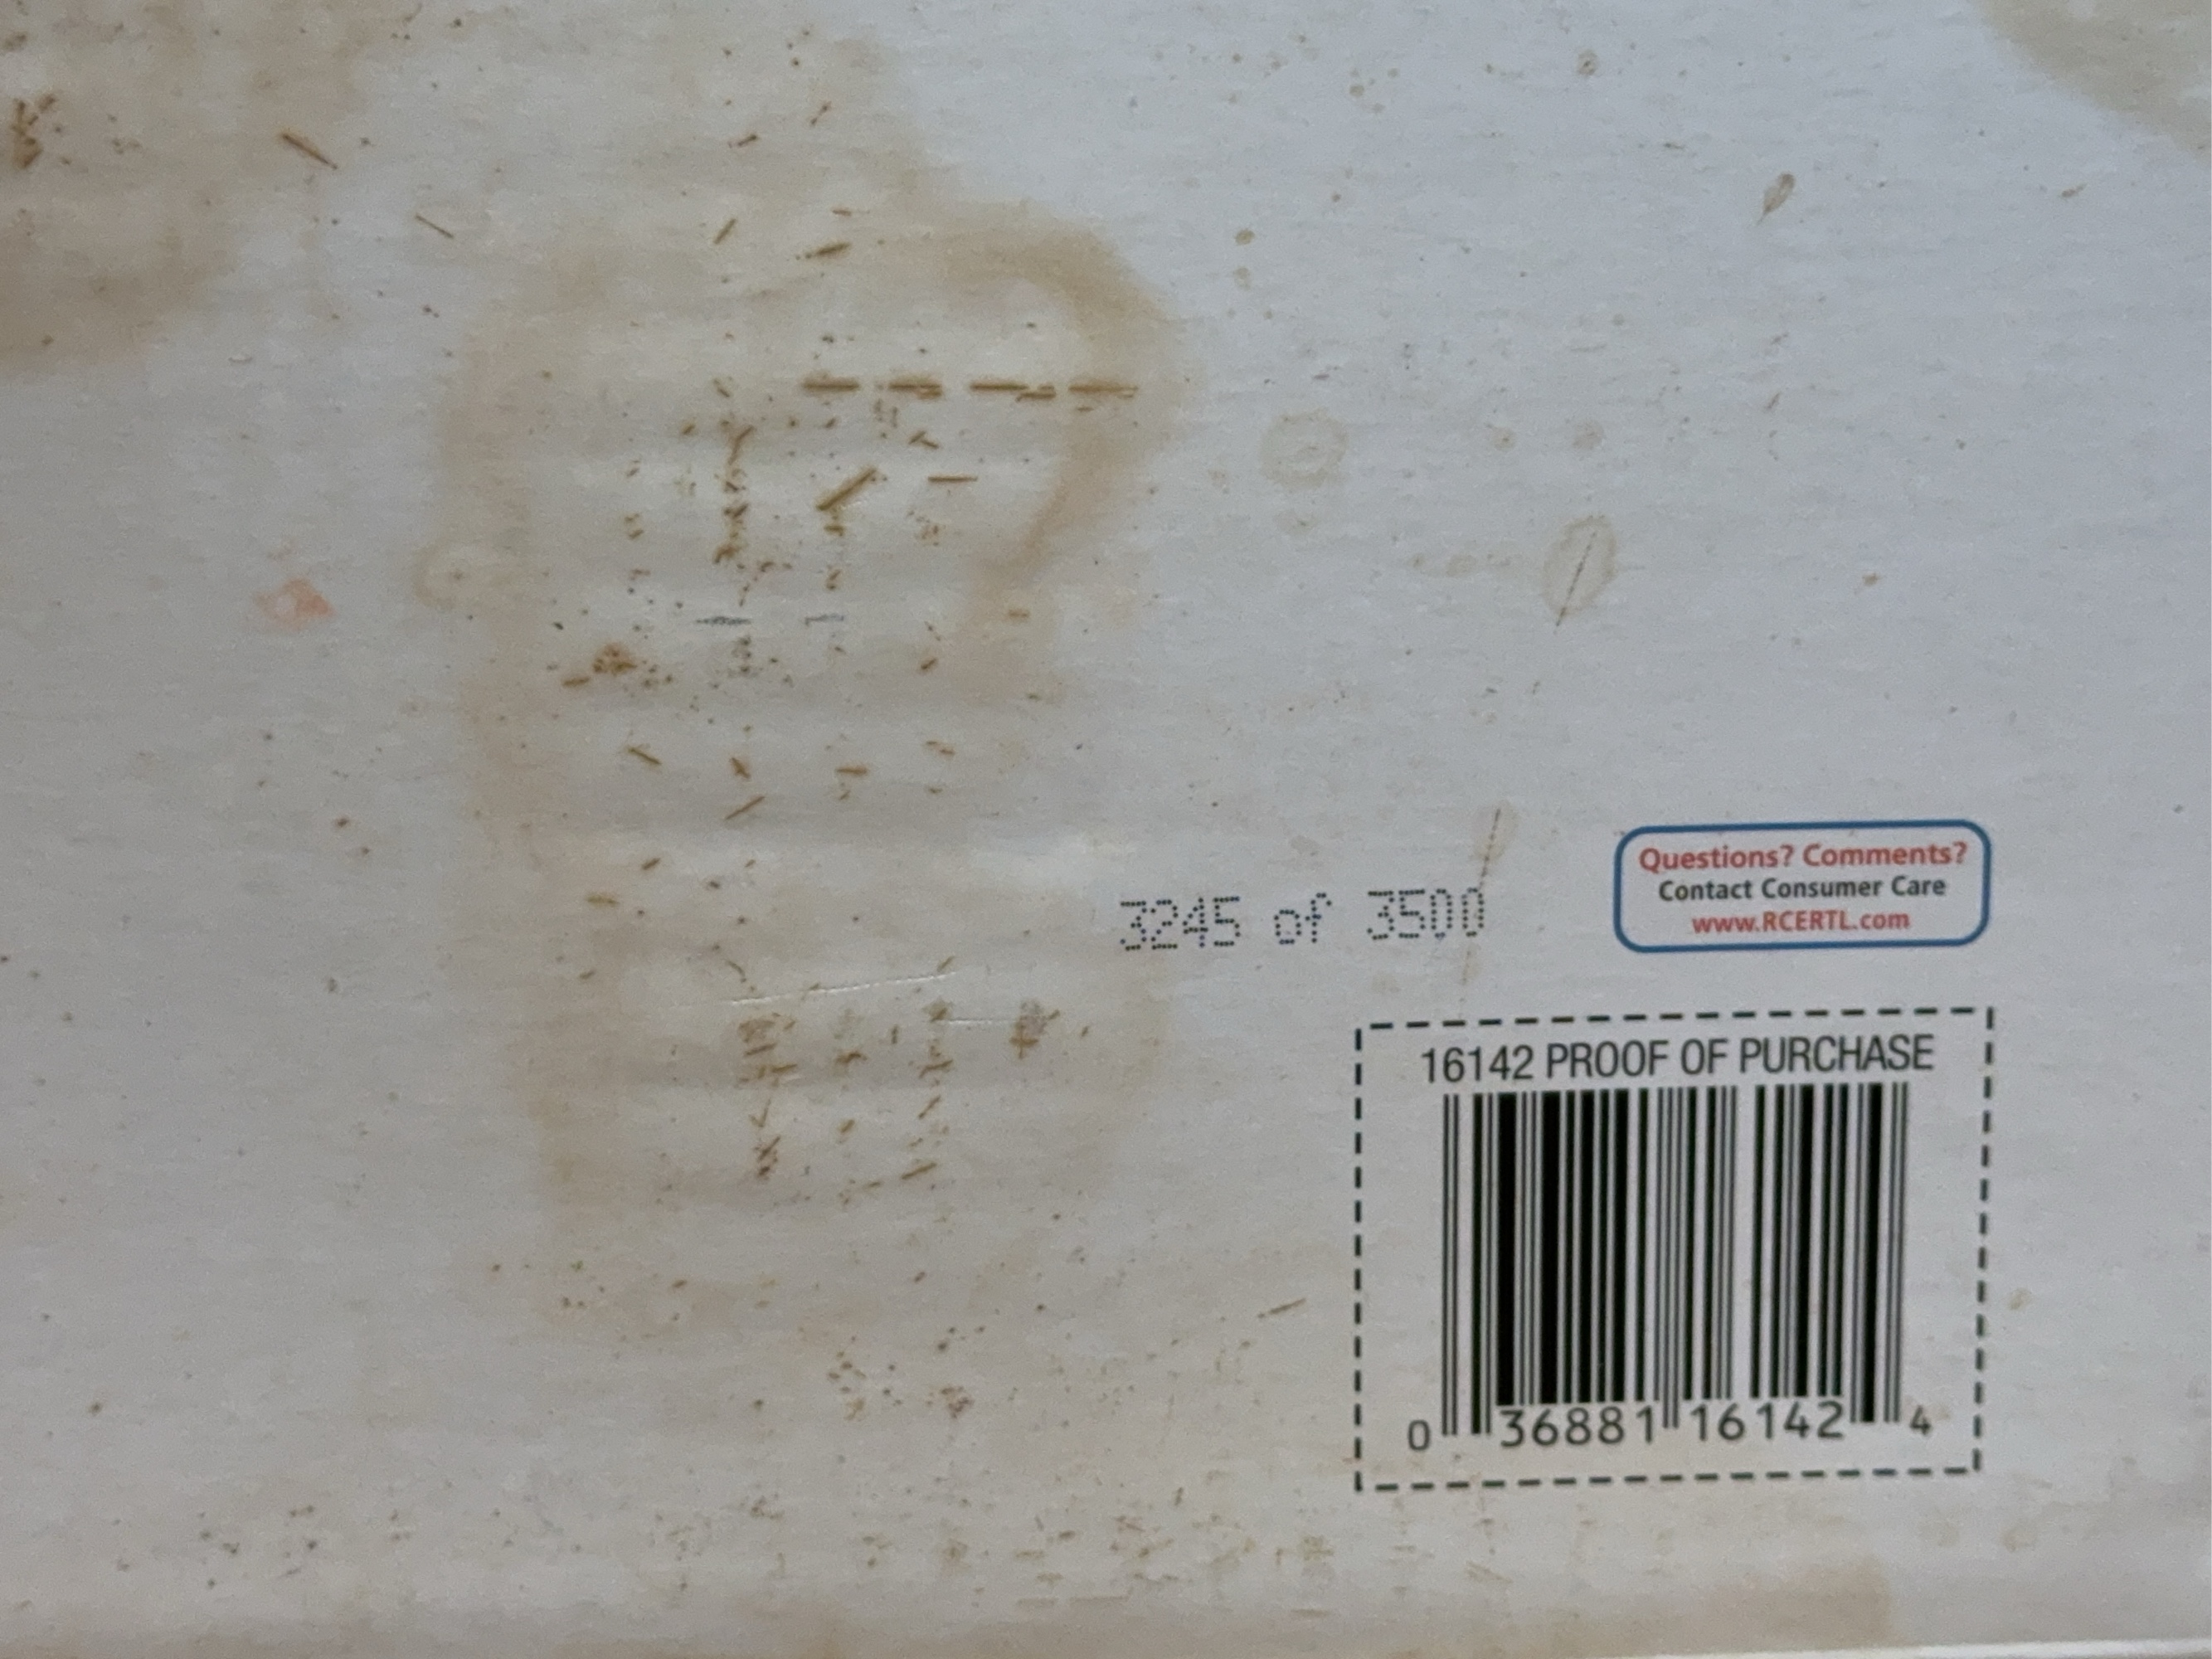 3245 of 3500
Questions? Comments?
Contact Consumer Care
www.RCERTL.com
16142 PROOF OF PURCHASE
0 36881 16142 4